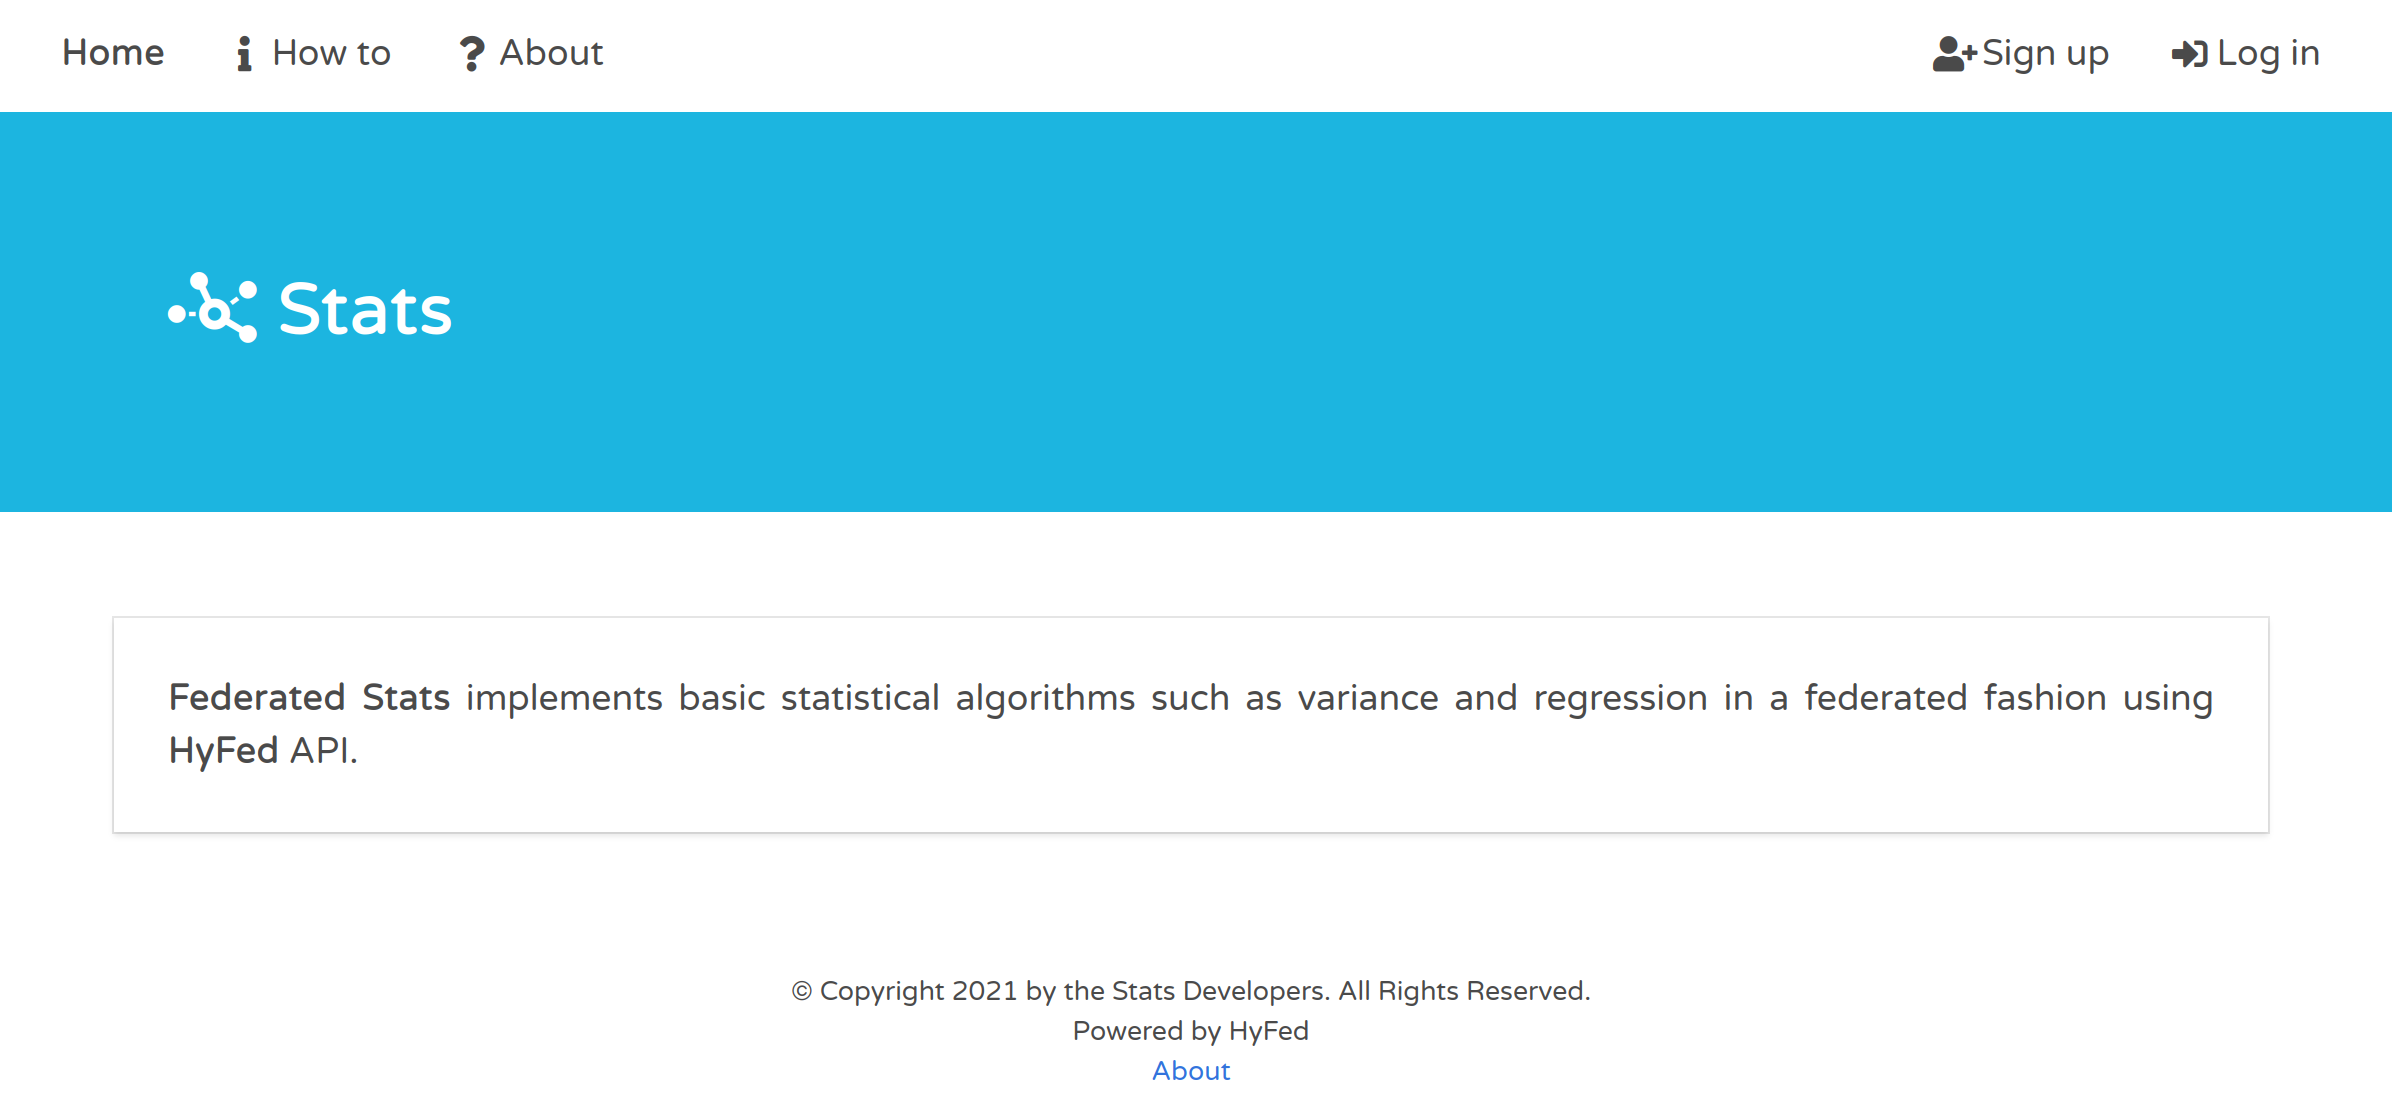 Home How to About Sign up Log in
Stats
Federated Stats implements basic statistical algorithms such as variance and regression in a federated fashion using
HyFed API.
© Copyright 2021 by the Stats Developers. All Rights Reserved.
Powered by HyFed
About